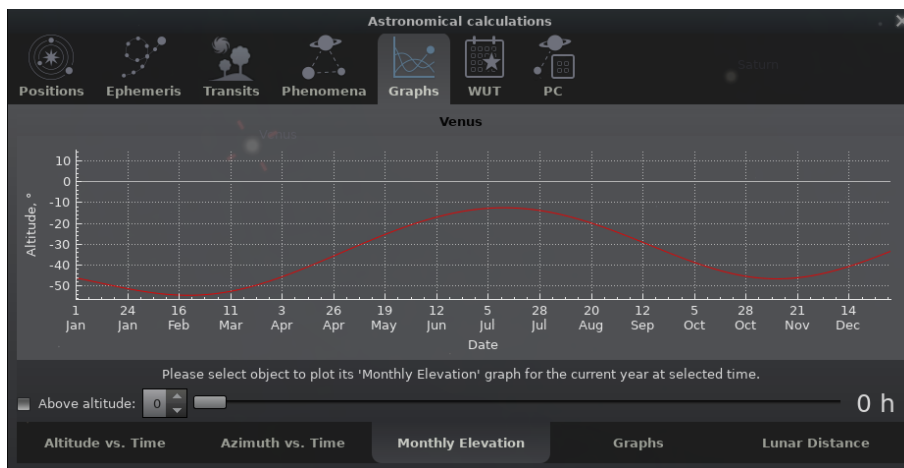 Astronomical calculations
Positions Ephemeris Transits Phenomena Graphs WUT PC
Saturn
Venus
Venus
Altitude, °
10
0
-10
-20
-30
-40
-50
1 24 16 11 3 26 19 12 5 28 20 12 5 28 21 14
Jan Jan Feb Mar Apr Apr May Jun Jul Jul Aug Sep Oct Oct Nov Dec
Date
Please select object to plot its 'Monthly Elevation' graph for the current year at selected time.
Above altitude: 0 0 h
Altitude vs. Time Azimuth vs. Time Monthly Elevation Graphs Lunar Distance